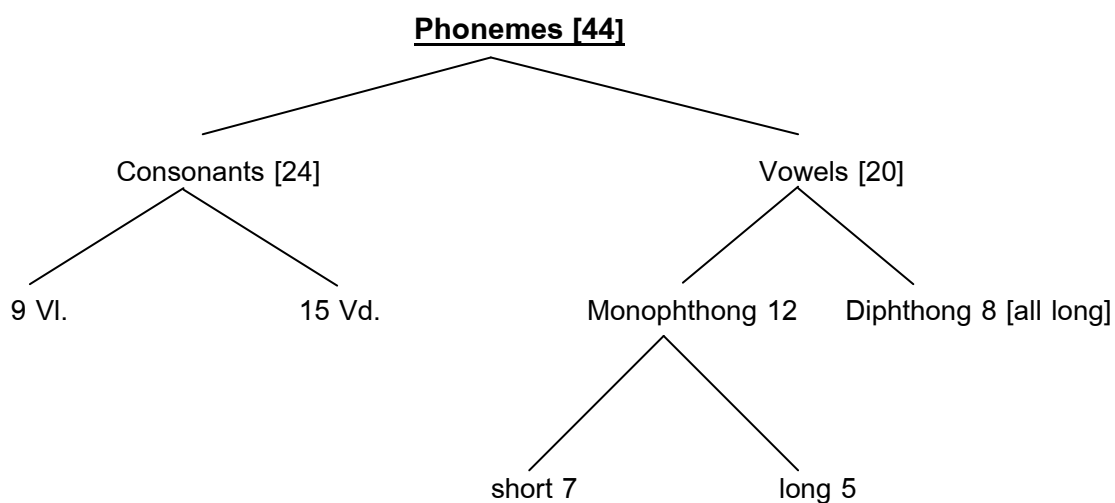 Phonemes [44]
Consonants [24] Vowels [20]
9 Vl. 15 Vd. Monophthong 12 Diphthong 8 [all long]
short 7 long 5